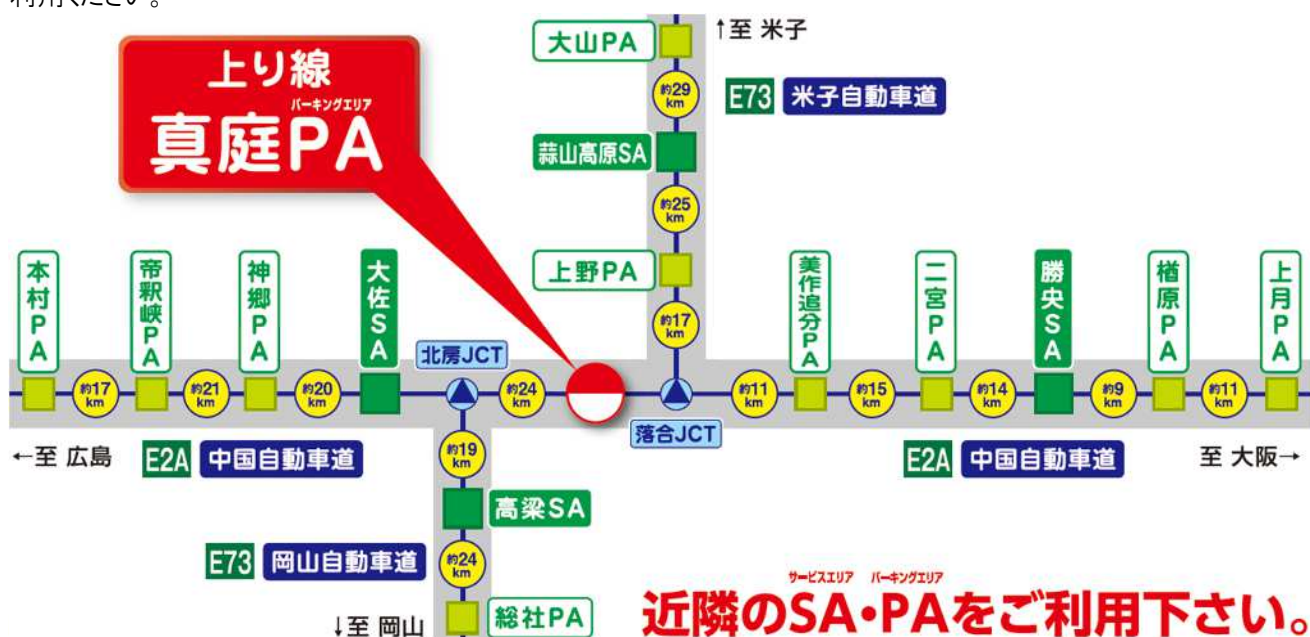 利用ください。
↑至 米子
大山PA
約29km
E73 米子自動車道
上り線
パーキングエリア
真庭PA
蒜山高原SA
約25km
上野PA
約17km
本村PA
帝釈峡PA
神郷PA
大佐SA
美作追分PA
二宮PA
勝央SA
楢原PA
上月PA
北房JCT
約17km
約21km
約20km
約24km
約11km
約15km
約14km
約9km
約11km
落合JCT
←至 広島
E2A 中国自動車道
E2A 中国自動車道
至 大阪→
約19km
高梁SA
E73 岡山自動車道
約24km
↓至 岡山
総社PA
サービスエリア パーキングエリア
近隣のSA・PAをご利用下さい。